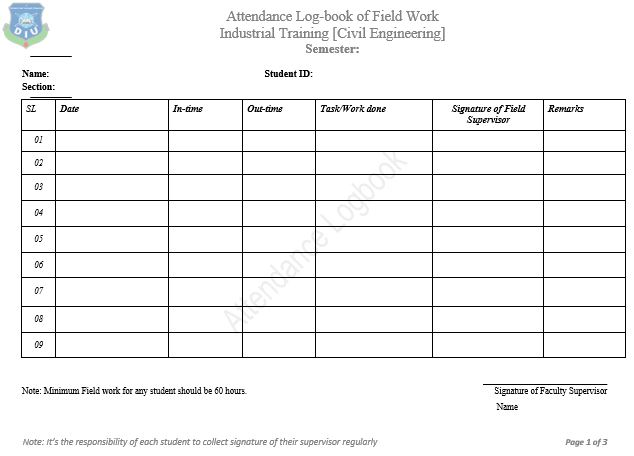 DIU
Attendance Log-book of Field Work
Industrial Training [Civil Engineering]
Semester:
Name: Student ID:
Section:
SL Date In-time Out-time Task/Work done Signature of Field Supervisor Remarks
01
02
03
04
05
06
07
08
09
Attendance Logbook
Note: Minimum Field work for any student should be 60 hours.
Signature of Faculty Supervisor
Name
Note: It's the responsibility of each student to collect signature of their supervisor regularly
Page 1 of 3